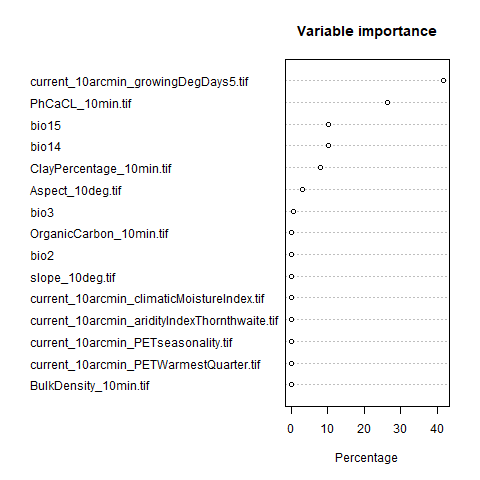 Variable importance
current_10arcmin_growingDegDays5.tif
PhCaCL_10min.tif
bio15
bio14
ClayPercentage_10min.tif
Aspect_10deg.tif
bio3
OrganicCarbon_10min.tif
bio2
slope_10deg.tif
current_10arcmin_climaticMoistureIndex.tif
current_10arcmin_aridityIndexThornthwaite.tif
current_10arcmin_PETseasonality.tif
current_10arcmin_PETWarmestQuarter.tif
BulkDensity_10min.tif
0 10 20 30 40
Percentage